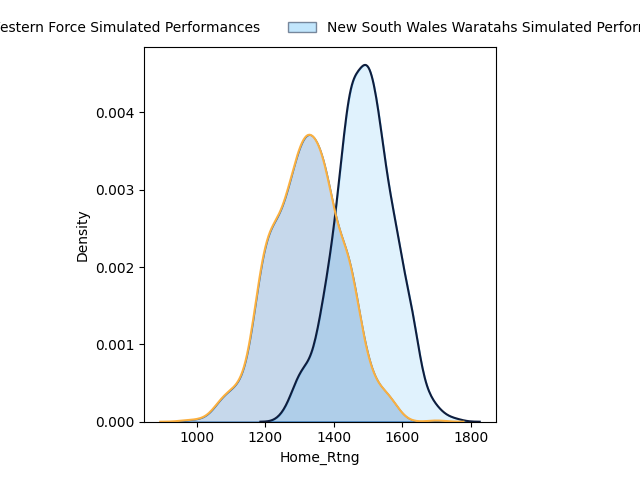 estern Force Simulated Performances
New South Wales Waratahs Simulated Perfor
0.004
0.003
0.002
0.001
0.000
Density
1000 1200 1400 1600 1800
Home_Rtng